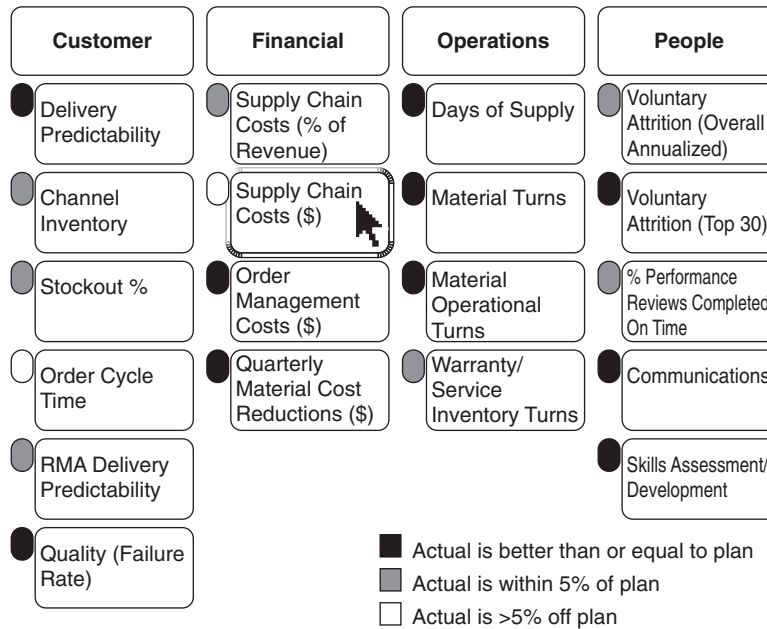 Customer
Delivery
Predictability
Channel
Inventory
Stockout %
Order Cycle
Time
RMA Delivery
Predictability
Quality (Failure
Rate)
Financial
Supply Chain
Costs (% of
Revenue)
Supply Chain
Costs ($)
Order
Management
Costs ($)
Quarterly
Material Cost
Reductions ($)
Operations
Days of Supply
Material Turns
Material
Operational
Turns
Warranty/
Service
Inventory Turns
People
Voluntary
Attrition (Overall
Annualized)
Voluntary
Attrition (Top 30)
% Performance
Reviews Completed
On Time
Communications
Skills Assessment/
Development
Actual is better than or equal to plan
Actual is within 5% of plan
Actual is >5% off plan